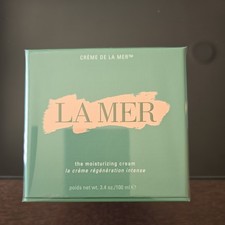 CRÈME DE LA MER™
LA MER
the moisturizing cream
la crème régénération intense
poids net wt. 3.4 oz./100 ml ℮